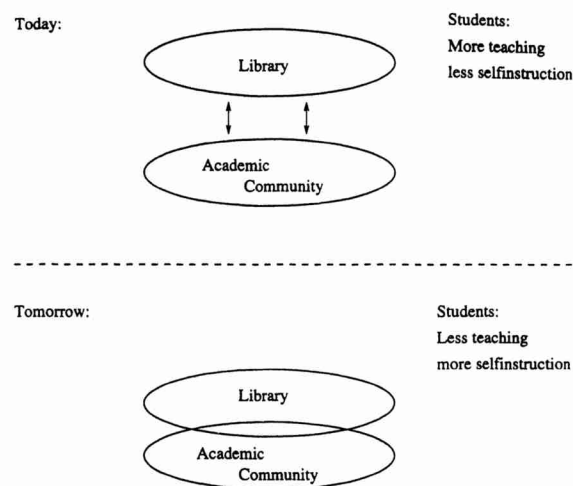 Today:
Students:
More teaching
less selfinstruction
Library
Academic
Community
Tomorrow:
Students:
Less teaching
more selfinstruction
Library
Academic
Community